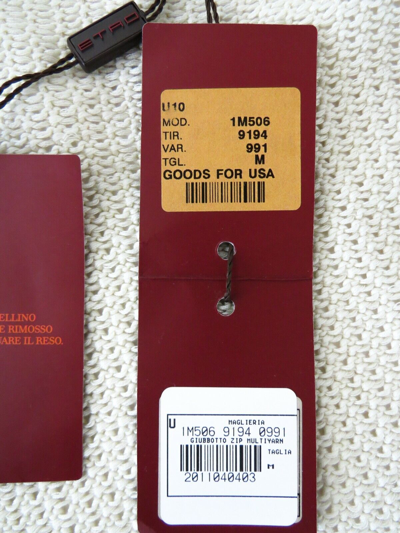 ETRO
U10
MOD. 1M506
TIR. 9194
VAR. 991
TGL. M
GOODS FOR USA
ELLINO
E RIMOSSO
UARE IL RESO.
U MAGLIERIA
1M506 9194 0991
GIUBBOTTO ZIP MULTIYARN
TAGLIA
M
2011040403